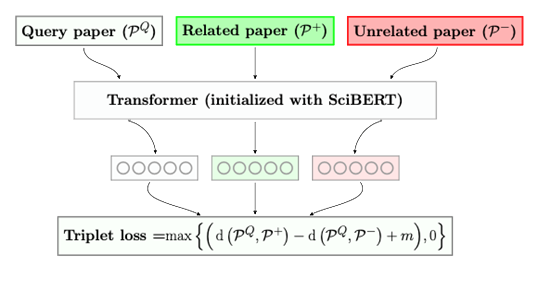 Query paper (𝒫^Q) Related paper (𝒫^+) Unrelated paper (𝒫^−)
Transformer (initialized with SciBERT)
Triplet loss =max{(d(𝒫^Q, 𝒫^+) − d(𝒫^Q, 𝒫^−) + m), 0}